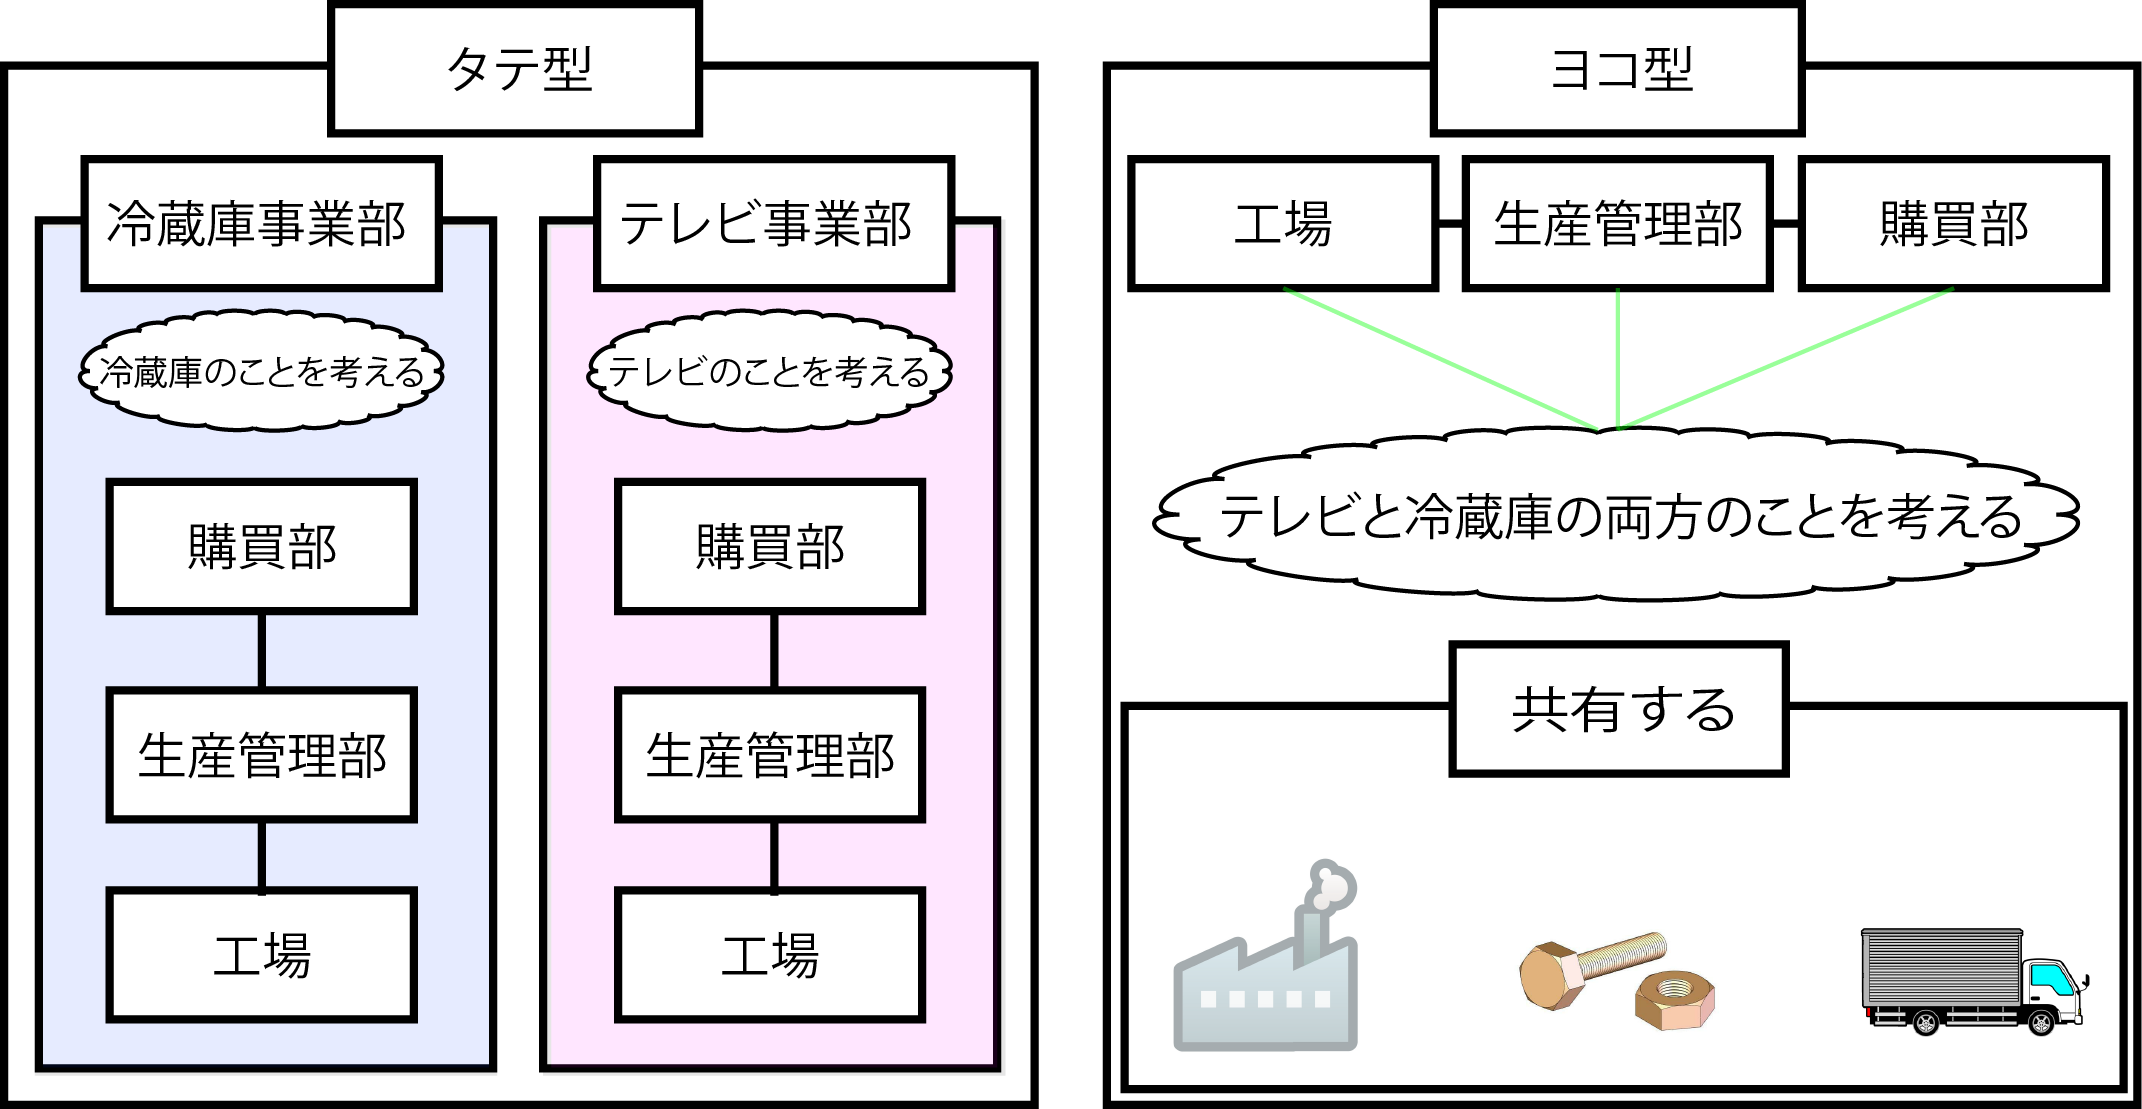 タテ型
冷蔵庫事業部
冷蔵庫のことを考える
購買部
生産管理部
工場
テレビ事業部
テレビのことを考える
購買部
生産管理部
工場
ヨコ型
工場
生産管理部
購買部
テレビと冷蔵庫の両方のことを考える
共有する